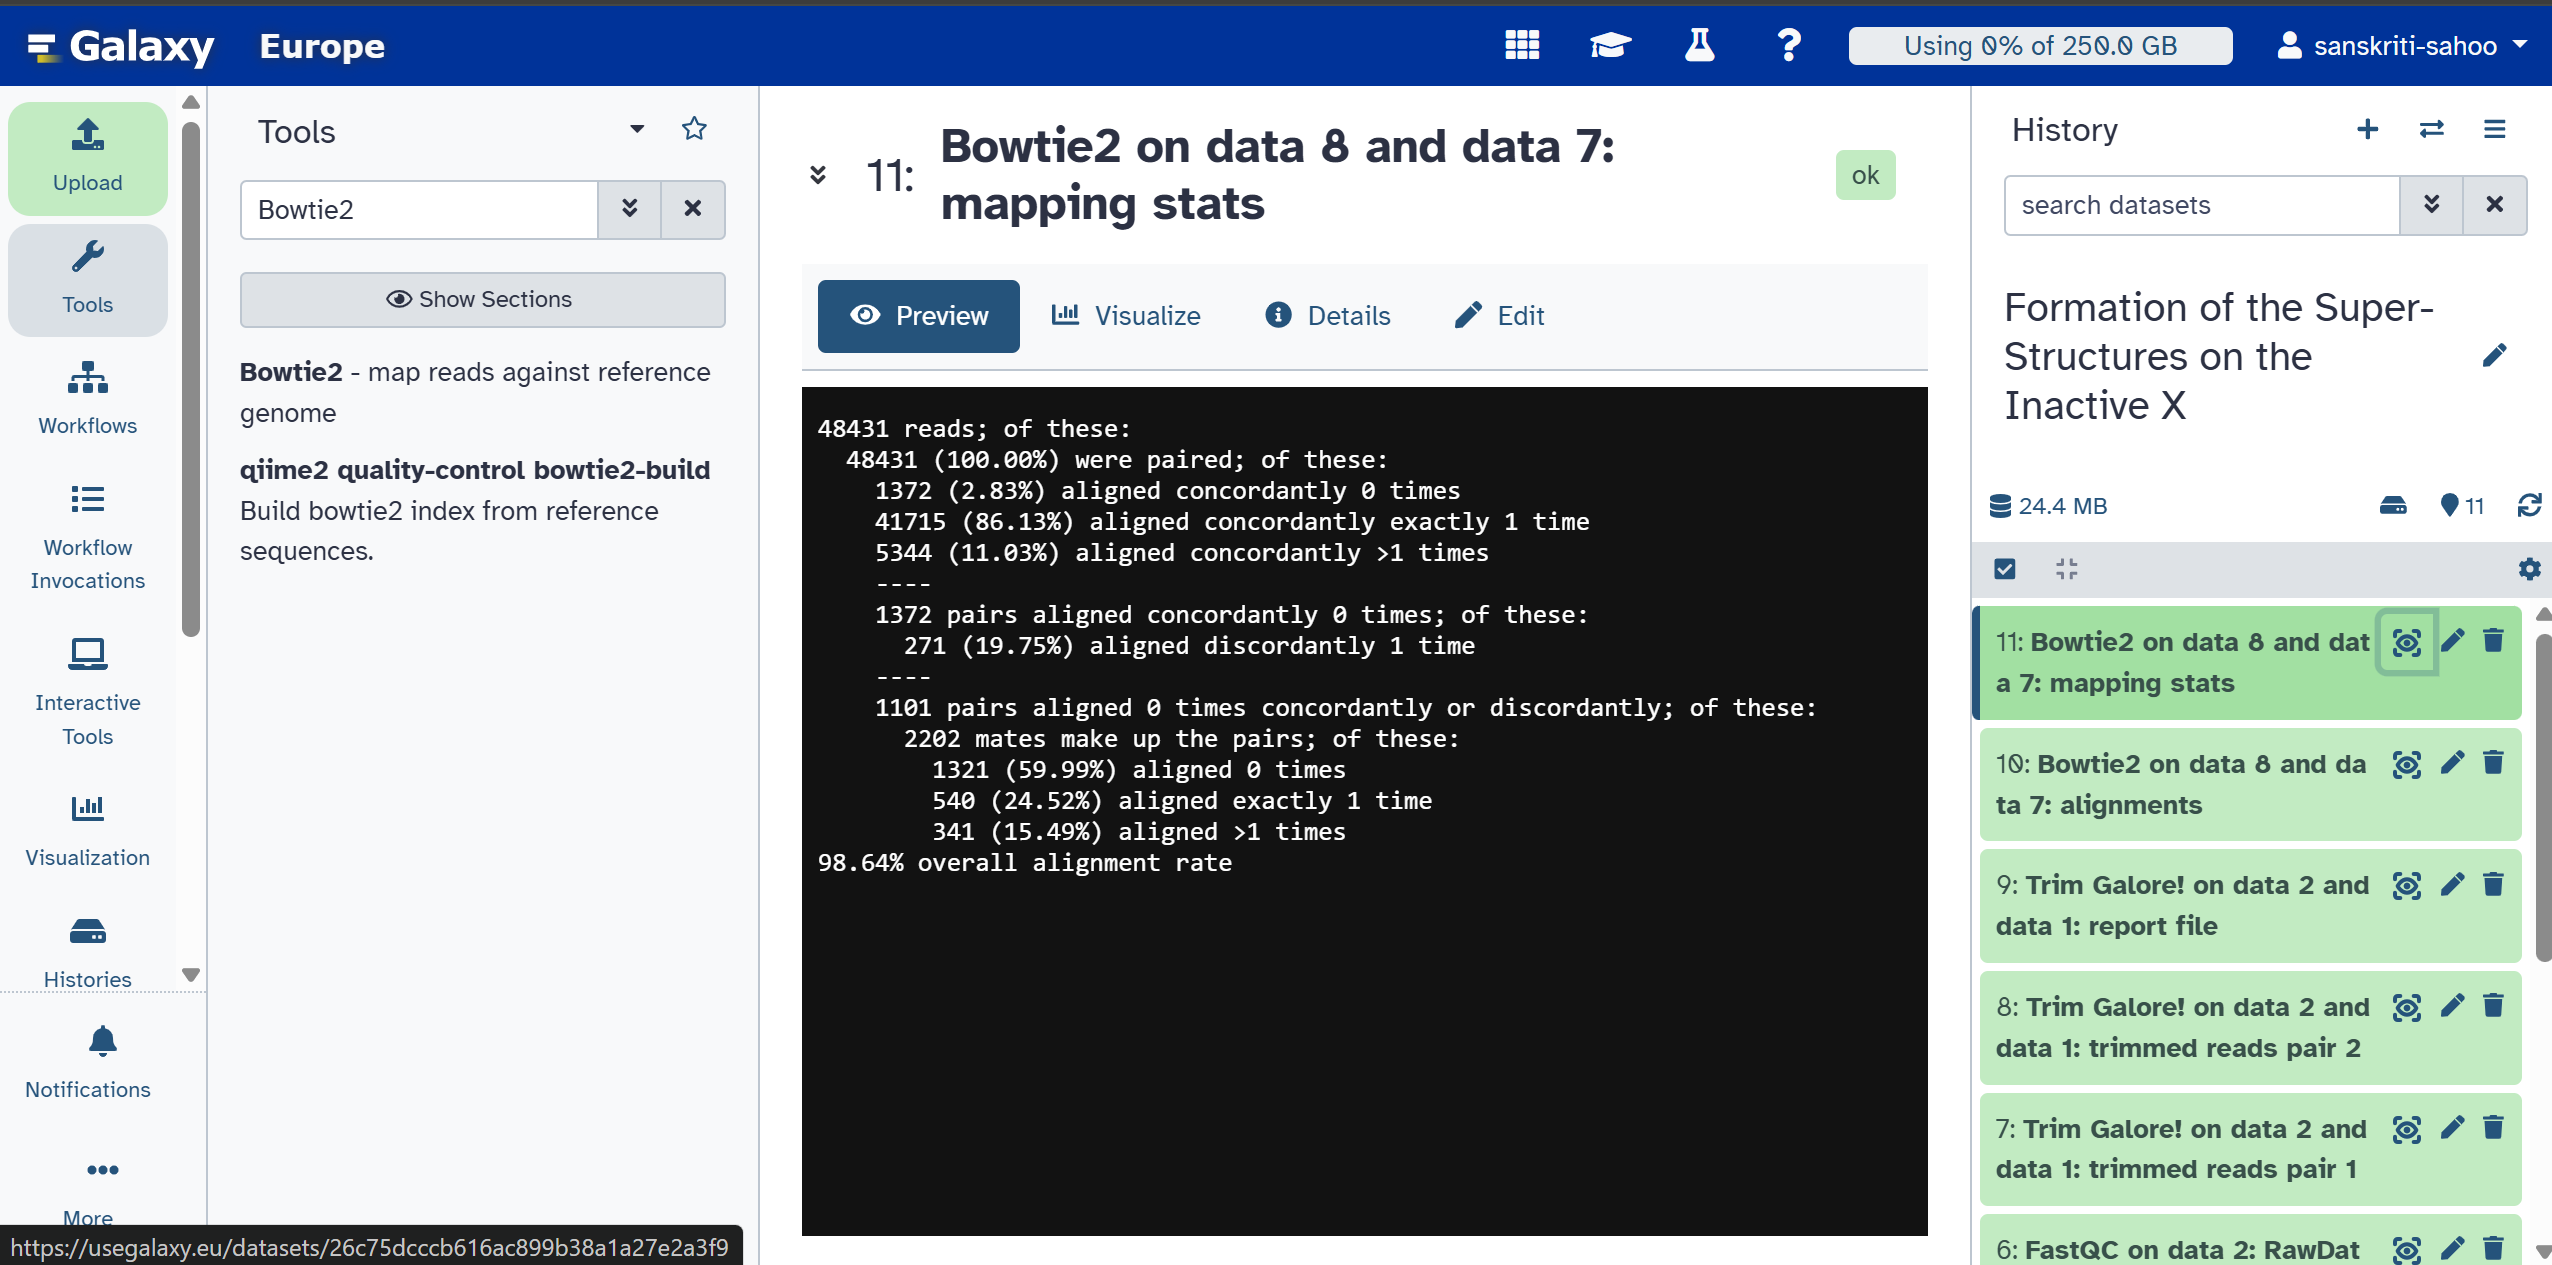 Galaxy Europe
Using 0% of 250.0 GB
sanskriti-sahoo
Upload
Tools
Workflows
Workflow
Invocations
Interactive
Tools
Visualization
Histories
Notifications
More
Tools
Bowtie2
Show Sections
Bowtie2 - map reads against reference
genome
qiime2 quality-control bowtie2-build
Build bowtie2 index from reference
sequences.
https://usegalaxy.eu/datasets/26c75dcccb616ac899b38a1a27e2a3f9
11: Bowtie2 on data 8 and data 7:
mapping stats
ok
Preview
Visualize
Details
Edit
48431 reads; of these:
  48431 (100.00%) were paired; of these:
    1372 (2.83%) aligned concordantly 0 times
    41715 (86.13%) aligned concordantly exactly 1 time
    5344 (11.03%) aligned concordantly >1 times
    ----
    1372 pairs aligned concordantly 0 times; of these:
      271 (19.75%) aligned discordantly 1 time
    ----
    1101 pairs aligned 0 times concordantly or discordantly; of these:
      2202 mates make up the pairs; of these:
        1321 (59.99%) aligned 0 times
        540 (24.52%) aligned exactly 1 time
        341 (15.49%) aligned >1 times
98.64% overall alignment rate
History
search datasets
Formation of the Super-
Structures on the
Inactive X
24.4 MB
11
11: Bowtie2 on data 8 and dat
a 7: mapping stats
10: Bowtie2 on data 8 and da
ta 7: alignments
9: Trim Galore! on data 2 and
data 1: report file
8: Trim Galore! on data 2 and
data 1: trimmed reads pair 2
7: Trim Galore! on data 2 and
data 1: trimmed reads pair 1
6: FastQC on data 2: RawDat